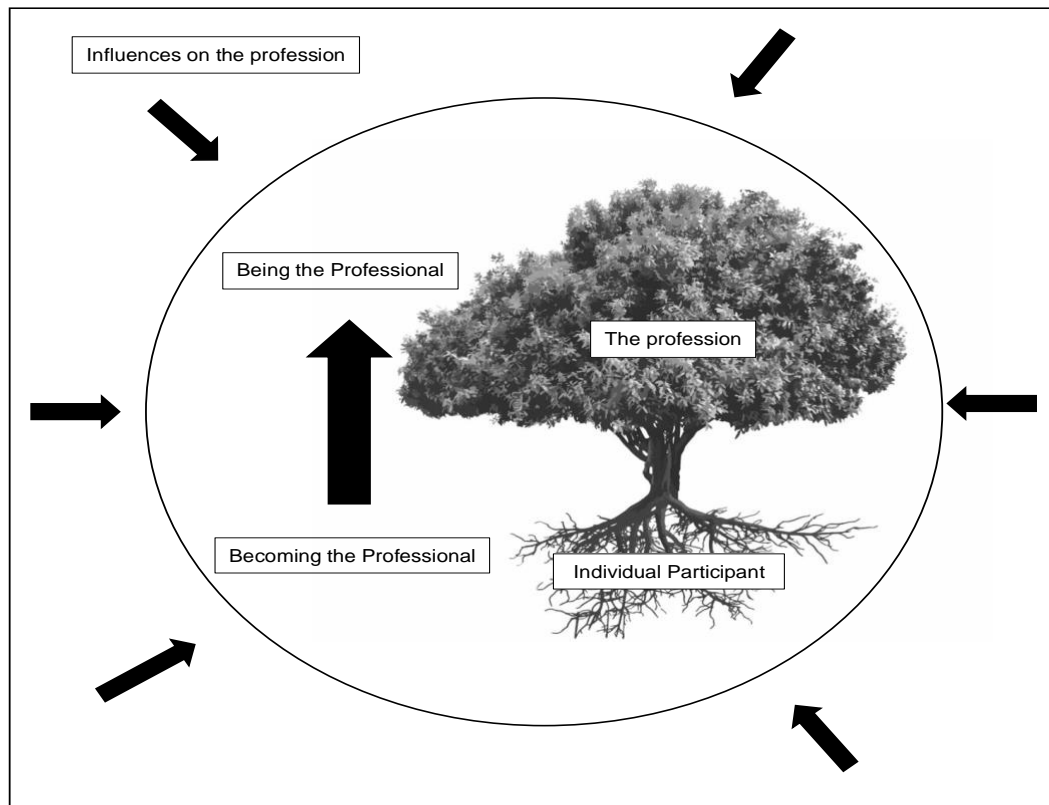 Influences on the profession
Being the Professional
The profession
Becoming the Professional
Individual Participant